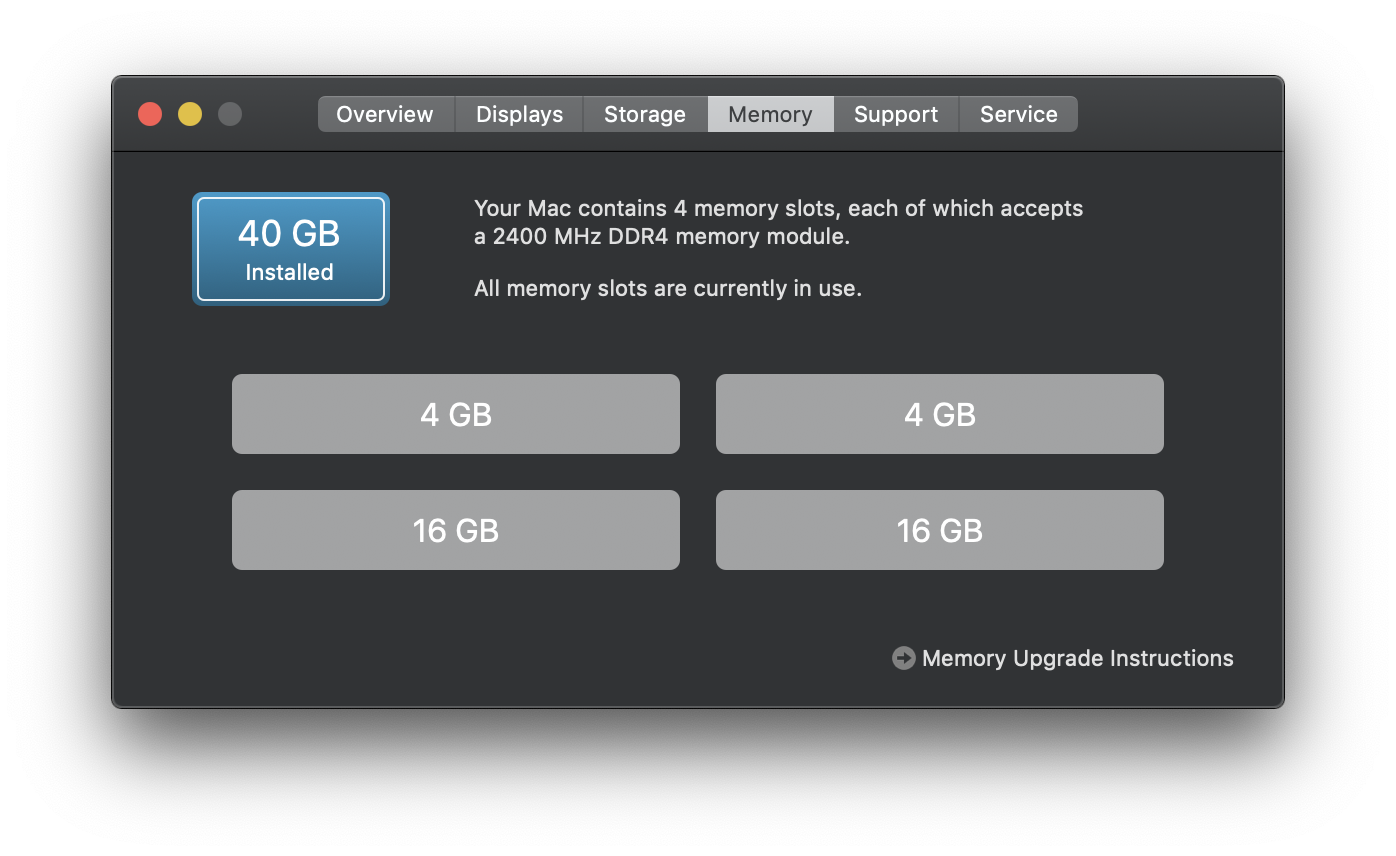 Overview Displays Storage Memory Support Service
40 GB
Installed
Your Mac contains 4 memory slots, each of which accepts
a 2400 MHz DDR4 memory module.
All memory slots are currently in use.
4 GB 4 GB
16 GB 16 GB
Memory Upgrade Instructions